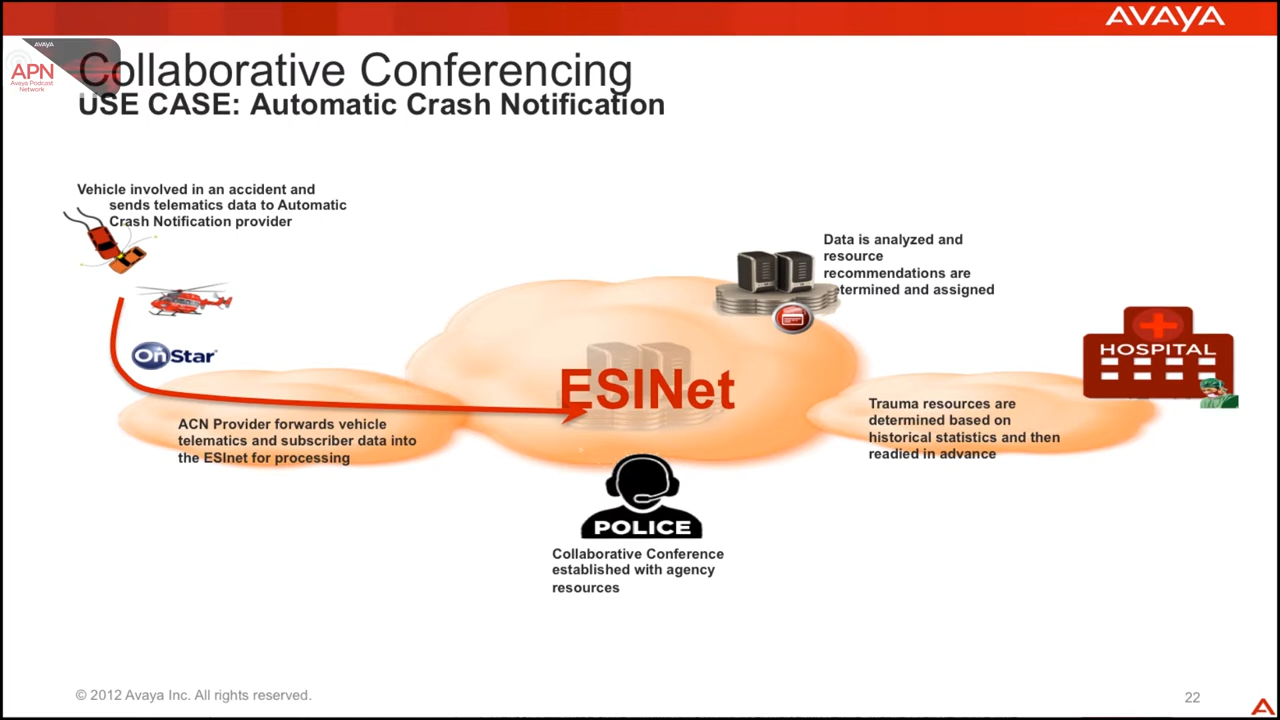 AVAYA
AVAYA
APN
Avaya Podcast
Network
Collaborative Conferencing
USE CASE: Automatic Crash Notification
Vehicle involved in an accident and
sends telematics data to Automatic
Crash Notification provider
OnStar
ACN Provider forwards vehicle
telematics and subscriber data into
the ESInet for processing
ESINet
Data is analyzed and
resource
recommendations are
determined and assigned
HOSPITAL
Trauma resources are
determined based on
historical statistics and then
readied in advance
POLICE
Collaborative Conference
established with agency
resources
© 2012 Avaya Inc. All rights reserved.
22